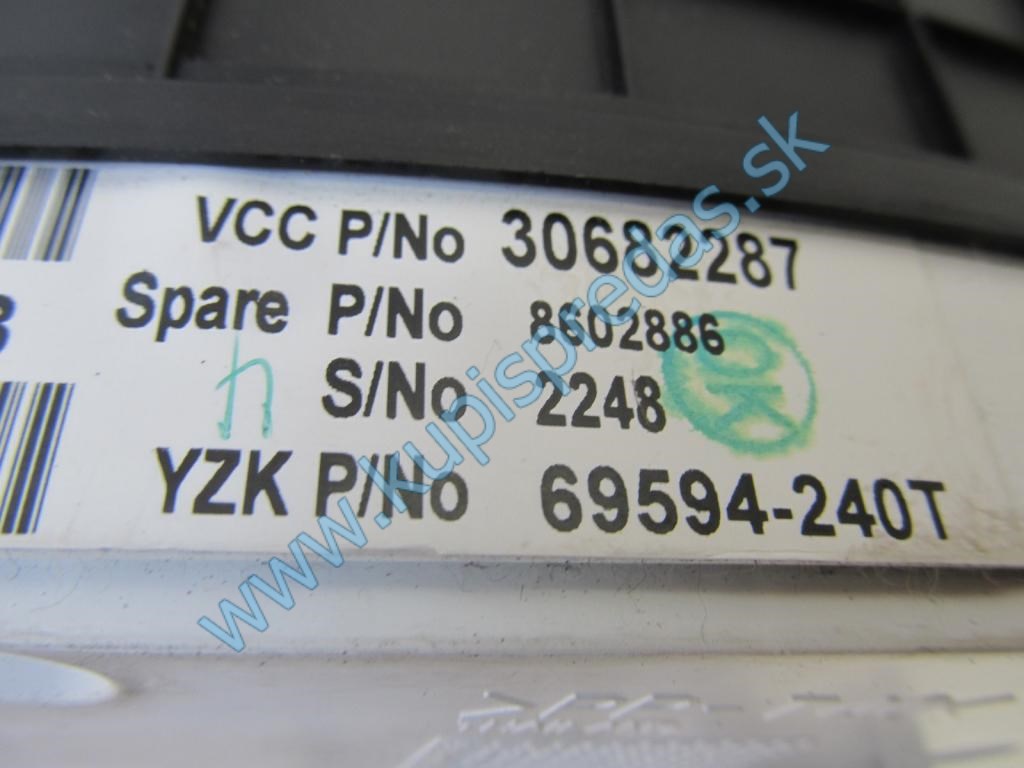 VCC P/No 30682287
Spare P/No 8602886
S/No 2248
YZK P/No 69594-240T
OK
www.kupispredas.sk